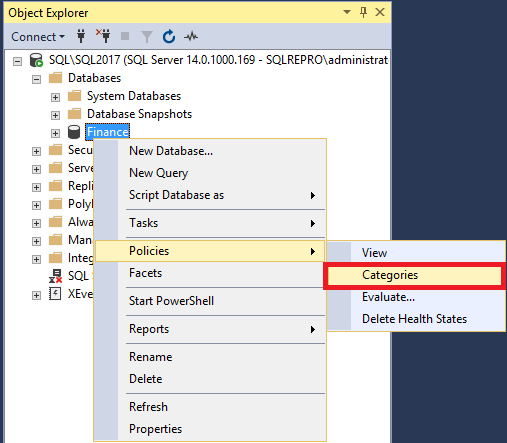 Object Explorer
Connect
SQL\SQL2017 (SQL Server 14.0.1000.169 - SQLREPRO\administrat
Databases
System Databases
Database Snapshots
Finance
Secu
Serve
Repli
PolyB
Alwa
Mana
Integ
SQL
XEve
New Database...
New Query
Script Database as
Tasks
Policies
Facets
Start PowerShell
Reports
Rename
Delete
Refresh
Properties
View
Categories
Evaluate...
Delete Health States